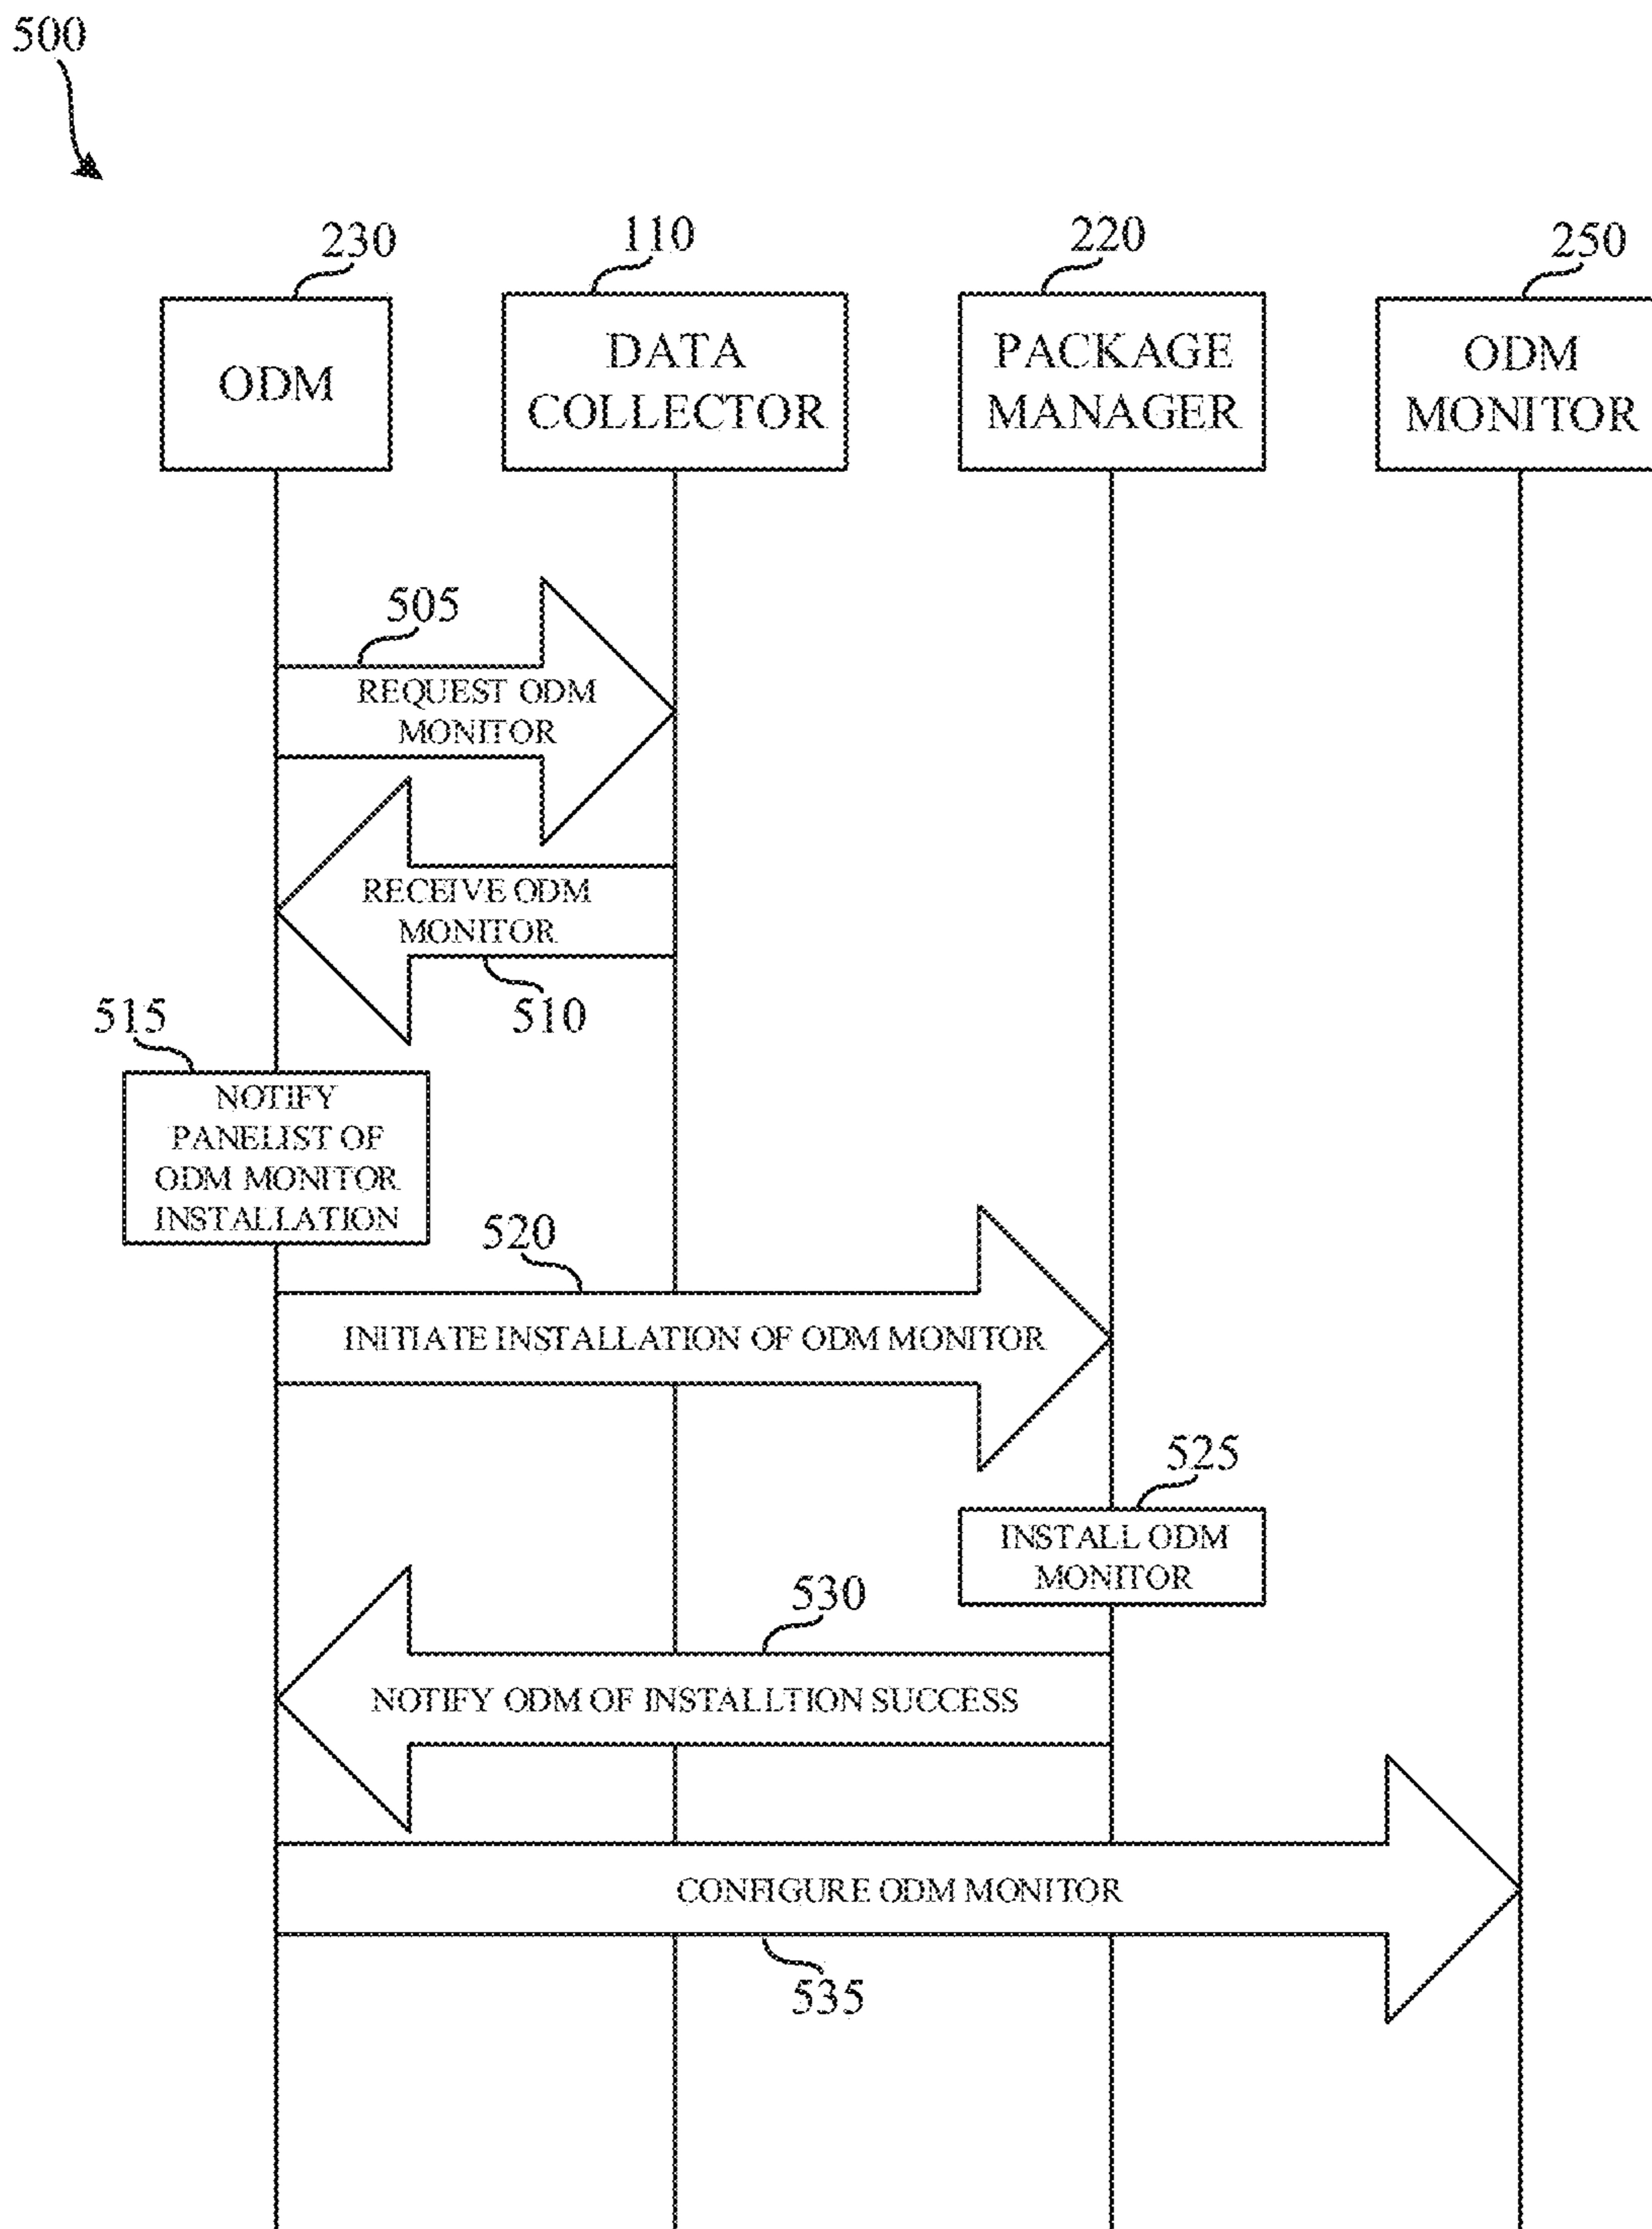 500
230
110
220
250
ODM
DATA
COLLECTOR
PACKAGE
MANAGER
ODM
MONITOR
505
REQUEST ODM
MONITOR
RECEIVE ODM
MONITOR
510
515
NOTIFY
PANELIST OF
ODM MONITOR
INSTALLATION
520
INITIATE INSTALLATION OF ODM MONITOR
525
INSTALL ODM
MONITOR
530
NOTIFY ODM OF INSTALLTION SUCCESS
CONFIGURE ODM MONITOR
535